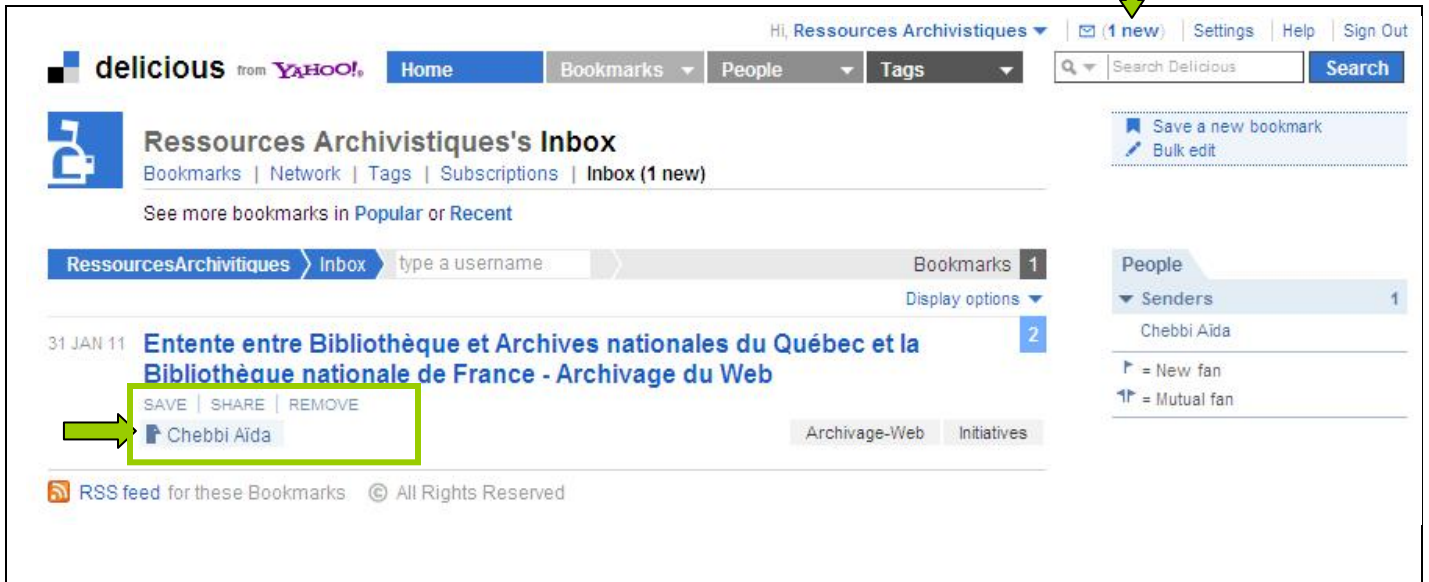 Hi, Ressources Archivistiques (1 new) Settings Help Sign Out
delicious from YAHOO!® Home Bookmarks People Tags Search Delicious Search
Ressources Archivistiques's Inbox
Save a new bookmark
Bulk edit
Bookmarks | Network | Tags | Subscriptions | Inbox (1 new)
See more bookmarks in Popular or Recent
RessourcesArchivitiques Inbox type a username Bookmarks 1
Display options
31 JAN 11 Entente entre Bibliothèque et Archives nationales du Québec et la 2
Bibliothèque nationale de France - Archivage du Web
SAVE | SHARE | REMOVE
Chebbi Aïda Archivage-Web Initiatives
RSS feed for these Bookmarks © All Rights Reserved
People
Senders 1
Chebbi Aïda
= New fan
= Mutual fan